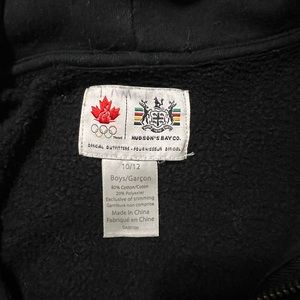 HUDSON'S BAY CO.
OFFICIAL OUTFITTERS - FOURNISSEUR OFFICIEL
10/12
Boys/Garçon
80% Cotton/Coton
20% Polyester
Exclusive of trimming
Garniture non comprise
Made in China
Fabriqué en Chine